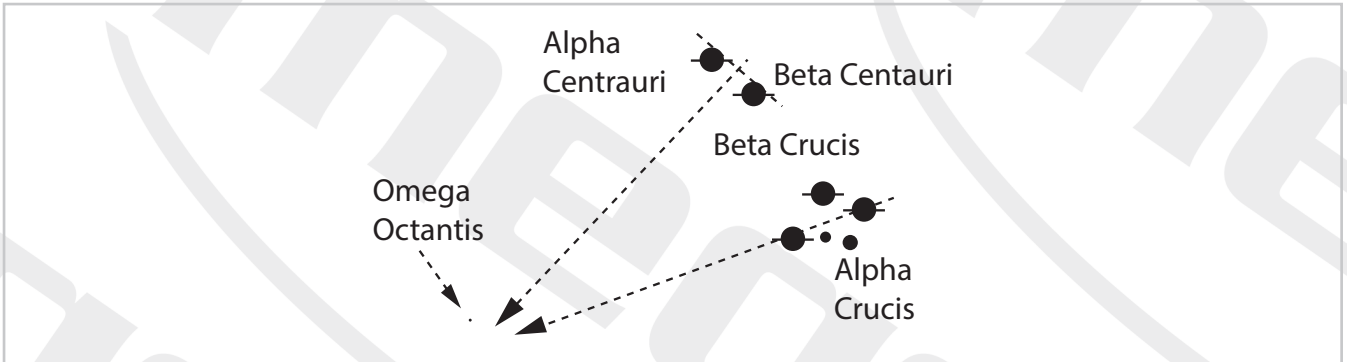 Alpha
Centrauri
Beta Centauri
Beta Crucis
Omega
Octantis
Alpha
Crucis